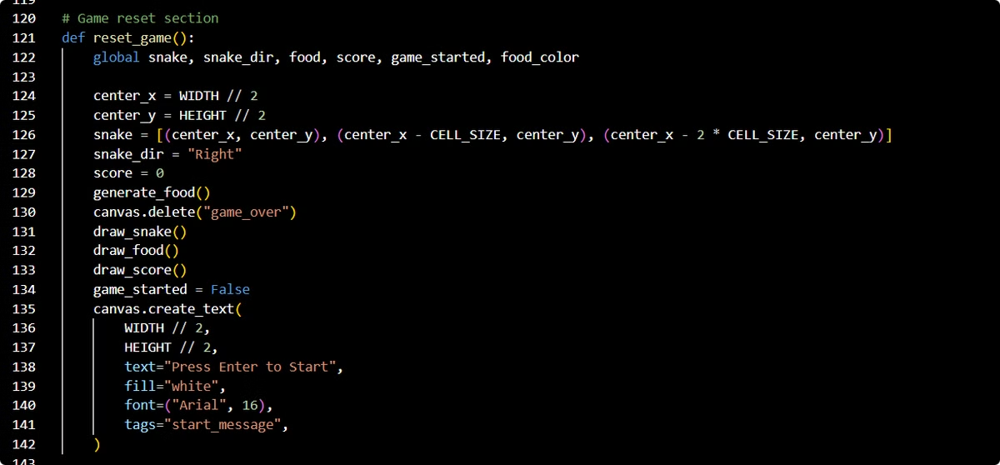 119
120 # Game reset section
121 def reset_game():
122     global snake, snake_dir, food, score, game_started, food_color
123
124     center_x = WIDTH // 2
125     center_y = HEIGHT // 2
126     snake = [(center_x, center_y), (center_x - CELL_SIZE, center_y), (center_x - 2 * CELL_SIZE, center_y)]
127     snake_dir = "Right"
128     score = 0
129     generate_food()
130     canvas.delete("game_over")
131     draw_snake()
132     draw_food()
133     draw_score()
134     game_started = False
135     canvas.create_text(
136         WIDTH // 2,
137         HEIGHT // 2,
138         text="Press Enter to Start",
139         fill="white",
140         font=("Arial", 16),
141         tags="start_message",
142     )
143